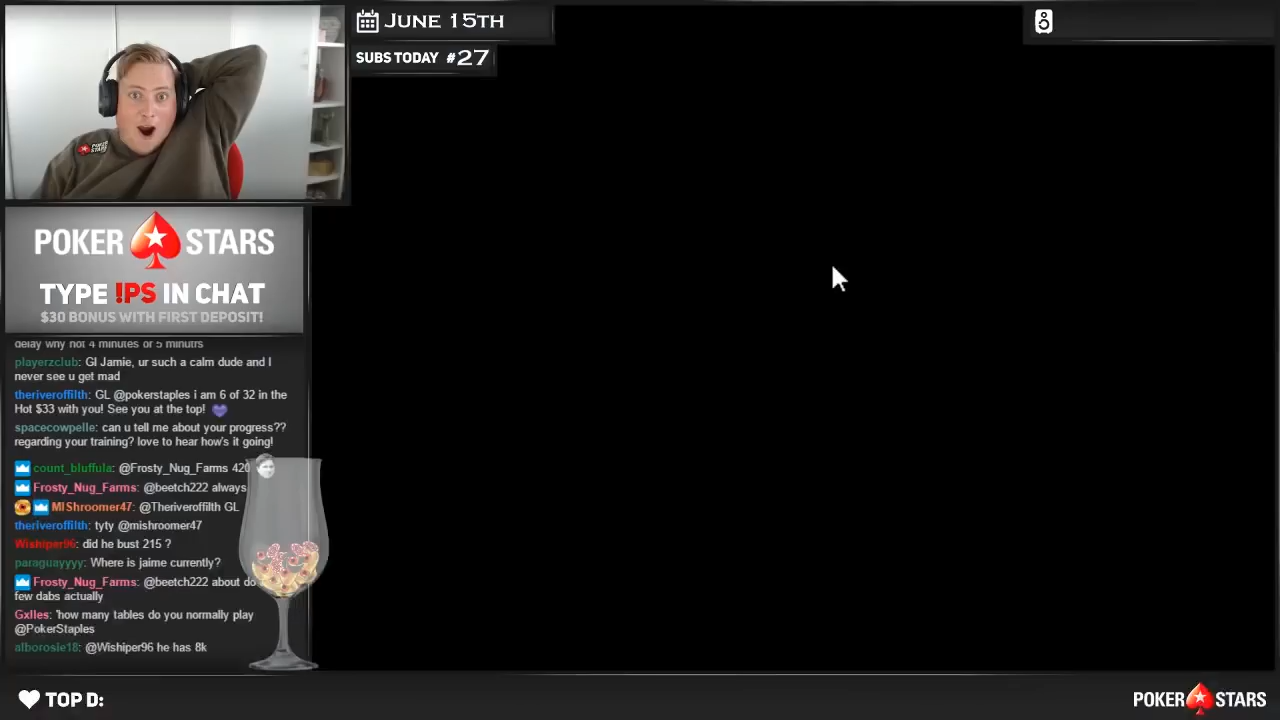 JUNE 15TH
SUBS TODAY #27
POKER STARS
POKER STARS
TYPE !PS IN CHAT
$30 BONUS WITH FIRST DEPOSIT!
delay why not 4 minutes or 5 minutrs
playerzclub: Gl Jamie, ur such a calm dude and I
never see u get mad
theriveroffilth: GL @pokerstaples i am 6 of 32 in the
Hot $33 with you! See you at the top!
spacecowpelle: can u tell me about your progress??
regarding your training? love to hear how's it going!
count_bluffula: @Frosty_Nug_Farms 420
Frosty_Nug_Farms: @beetch222 always
MIShroomer47: @Theriveroffilth GL
theriveroffilth: tyty @mishroomer47
Wishiper96: did he bust 215 ?
paraguayyyy: Where is jaime currently?
Frosty_Nug_Farms: @beetch222 about do
few dabs actually
Gxlles: 'how many tables do you normally play
@PokerStaples
alborosie18: @Wishiper96 he has 8k
TOP D:
POKER STARS